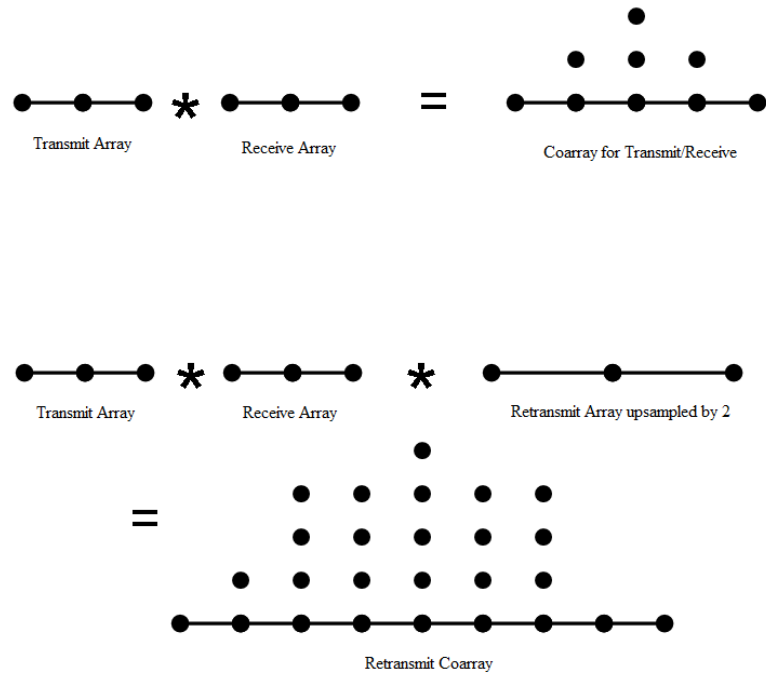 * =
Transmit Array
Receive Array
Coarray for Transmit/Receive
* *
Transmit Array
Receive Array
Retransmit Array upsampled by 2
=
Retransmit Coarray